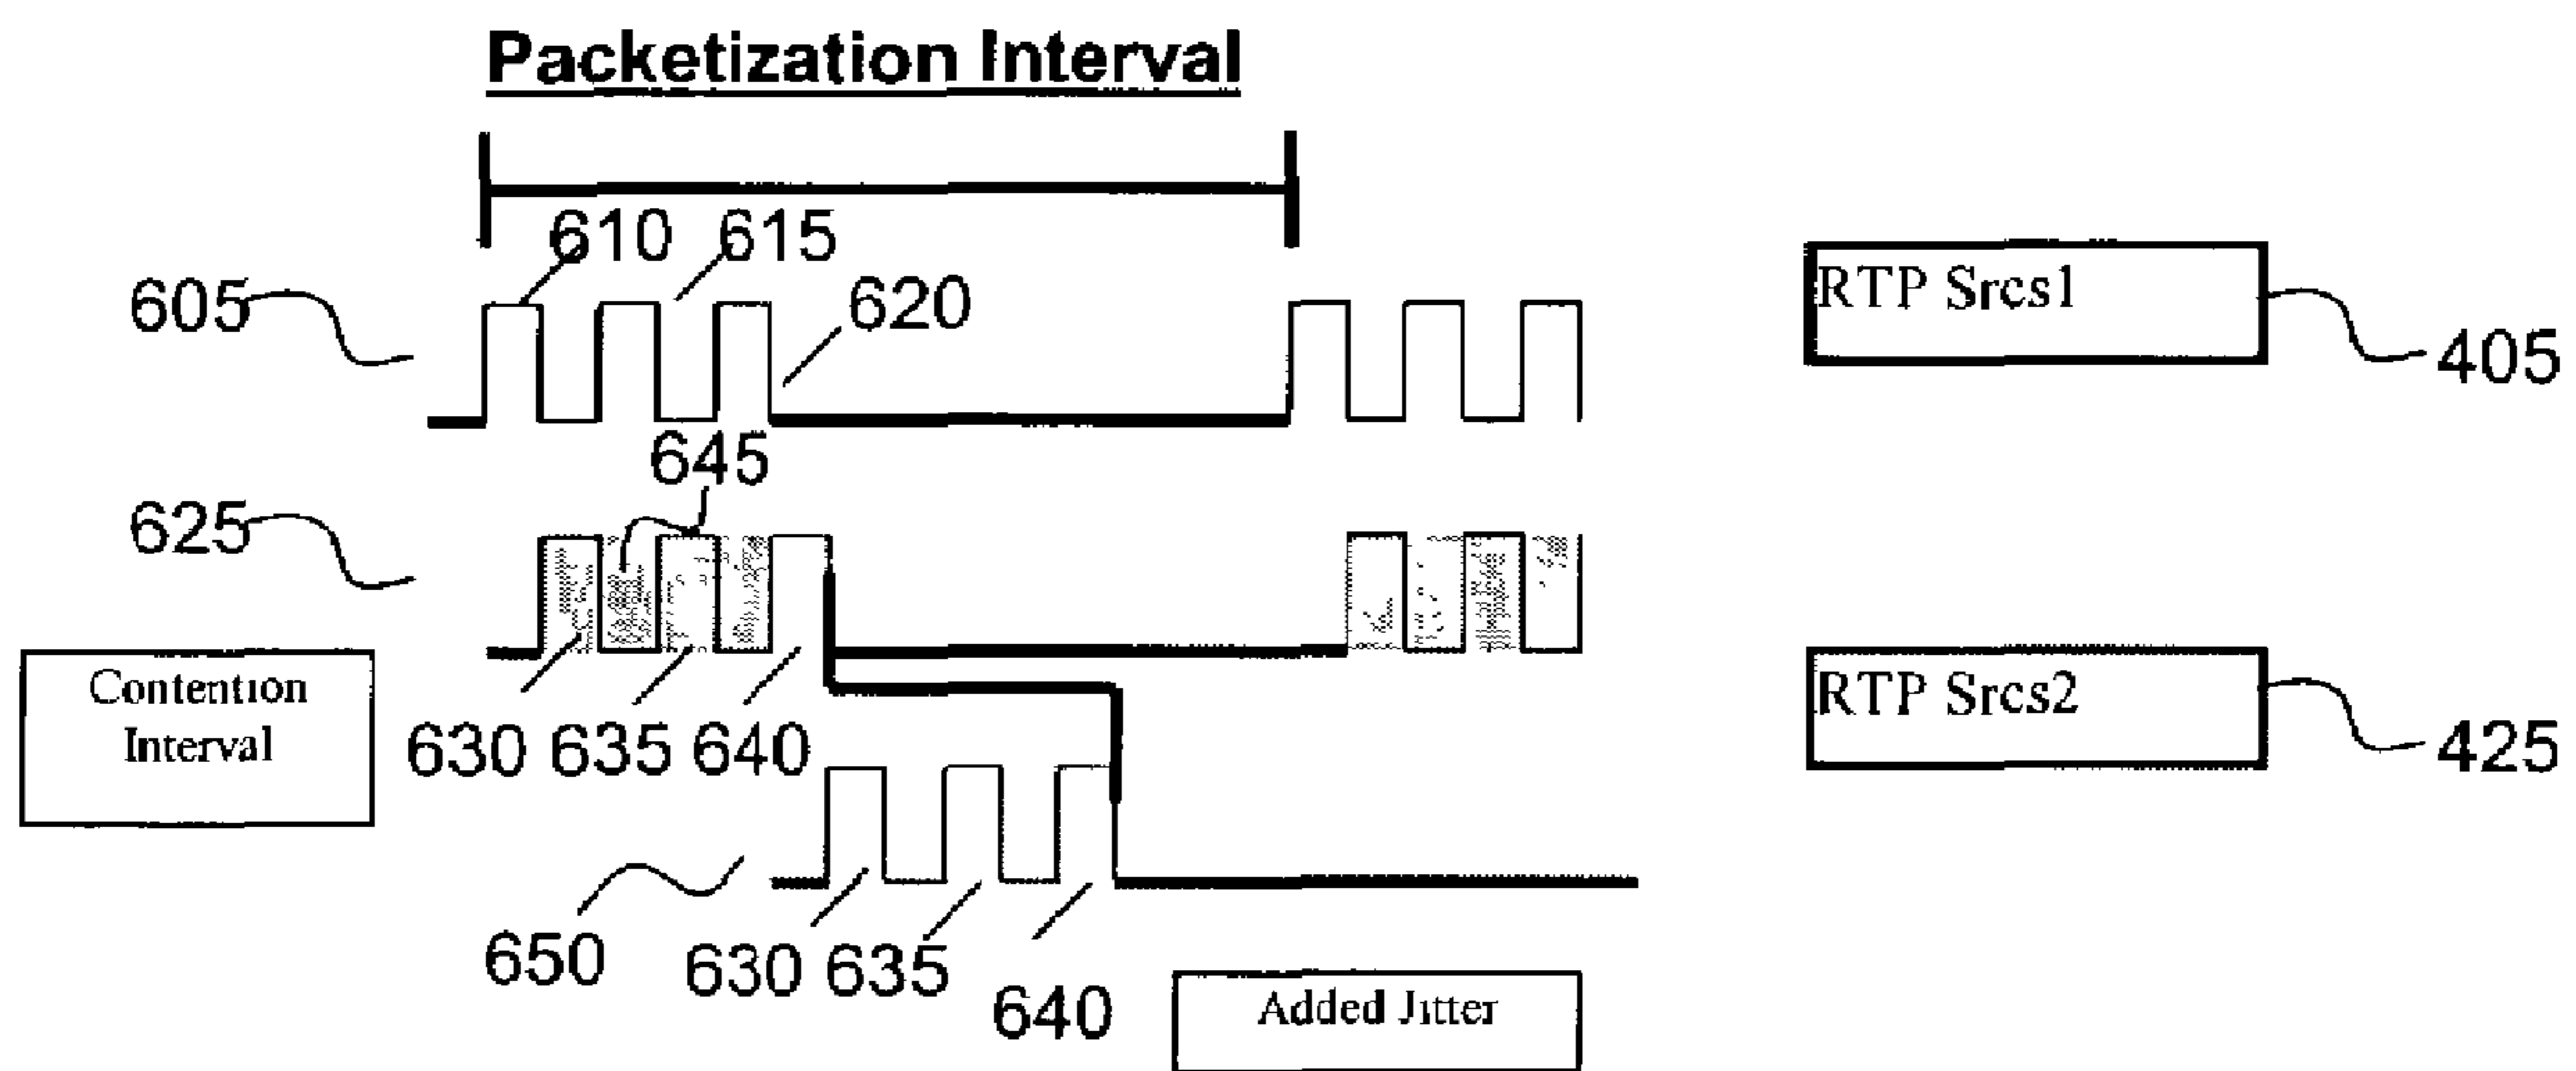 Packetization Interval
610 615
605 620
RTP Srcs1
405
645
625
Contention
Interval
630 635 640
RTP Srcs2
425
650 630 635 640
Added Jitter